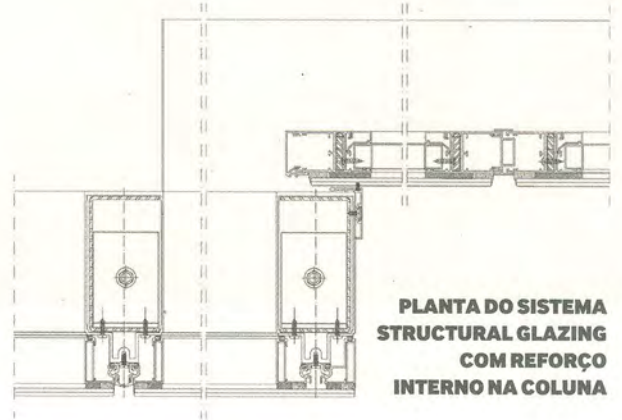 PLANTA DO SISTEMA
STRUCTURAL GLAZING
COM REFORÇO
INTERNO NA COLUNA